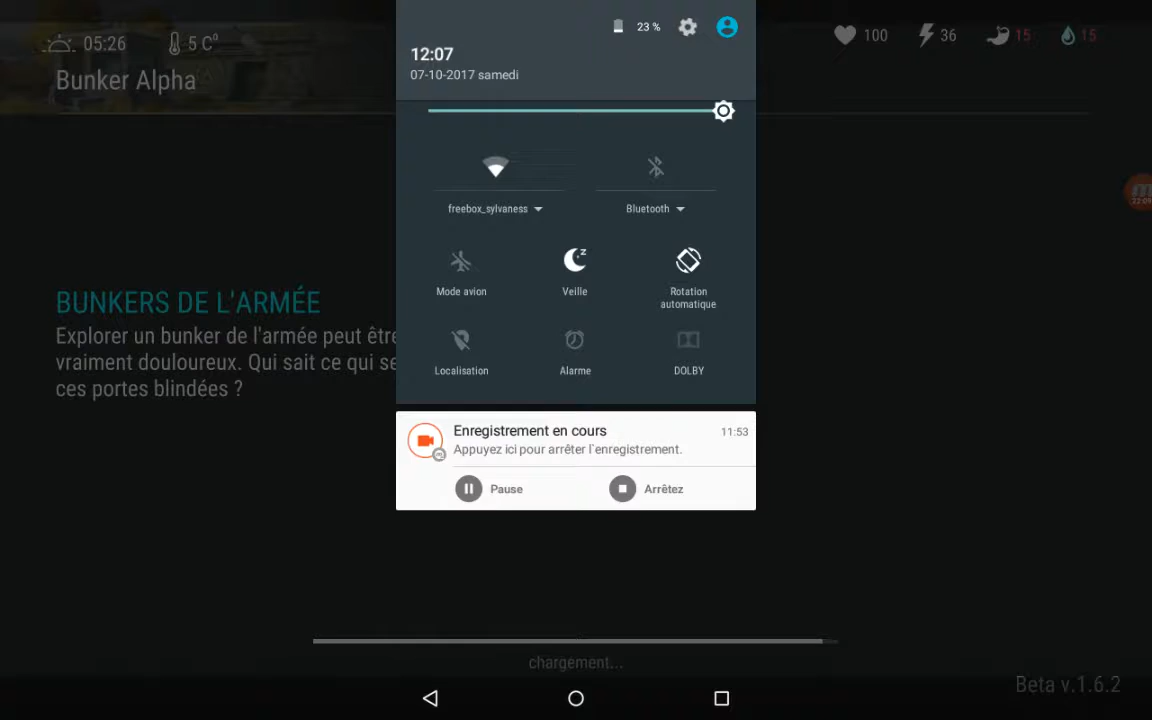 05:26
5 C°
Bunker Alpha
23 %
12:07
07-10-2017 samedi
100
36
15
15
freebox_sylvaness
Bluetooth
Mode avion
Veille
Rotation
automatique
Localisation
Alarme
DOLBY
22:09
BUNKERS DE L'ARMÉE
Explorer un bunker de l'armée peut être
vraiment douloureux. Qui sait ce qui se
ces portes blindées ?
Enregistrement en cours
11:53
Appuyez ici pour arrêter l`enregistrement.
Pause
Arrêtez
chargement...
Beta v.1.6.2